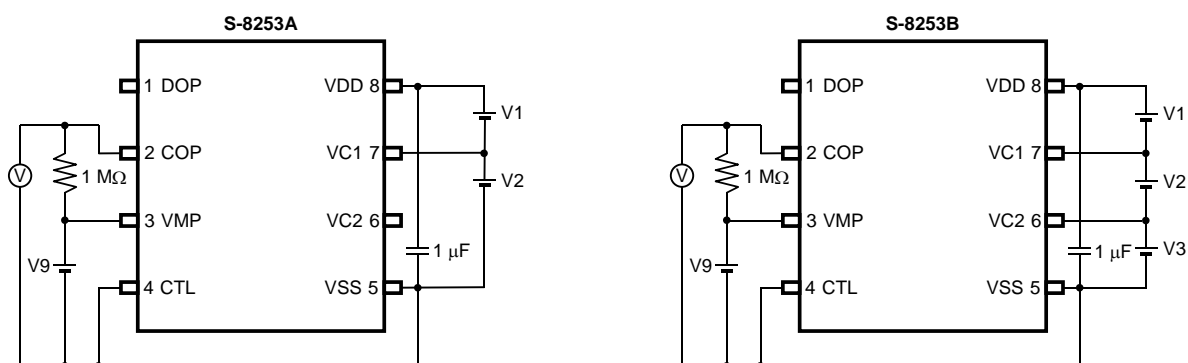 S-8253A
1 DOP
VDD 8
V1
2 COP
VC1 7
V
1 MΩ
V2
3 VMP
VC2 6
V9
1 μF
4 CTL
VSS 5
S-8253B
1 DOP
VDD 8
V1
2 COP
VC1 7
V
1 MΩ
V2
3 VMP
VC2 6
V9
1 μF
V3
4 CTL
VSS 5